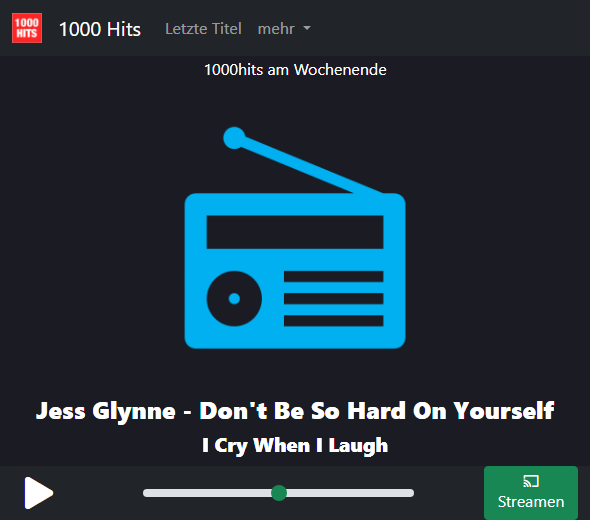 1000
HITS
1000 Hits
Letzte Titel
mehr
1000hits am Wochenende
Jess Glynne - Don't Be So Hard On Yourself
I Cry When I Laugh
Streamen